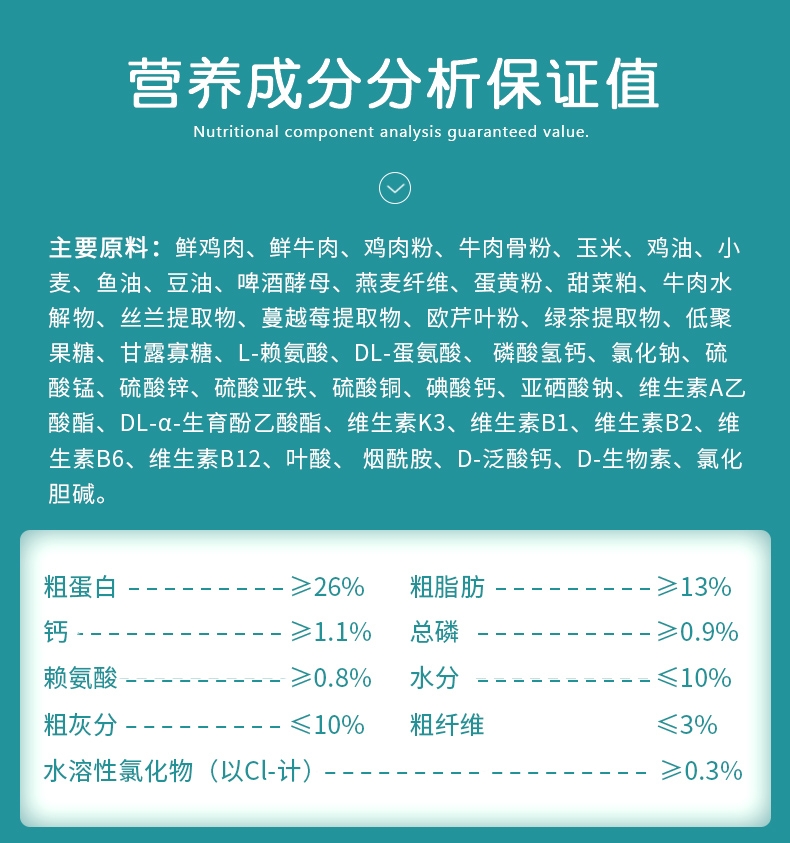 营养成分分析保证值
Nutritional component analysis guaranteed value.
主要原料：鲜鸡肉、鲜牛肉、鸡肉粉、牛肉骨粉、玉米、鸡油、小
麦、鱼油、豆油、啤酒酵母、燕麦纤维、蛋黄粉、甜菜粕、牛肉水
解物、丝兰提取物、蔓越莓提取物、欧芹叶粉、绿茶提取物、低聚
果糖、甘露寡糖、L-赖氨酸、DL-蛋氨酸、 磷酸氢钙、氯化钠、硫
酸锰、硫酸锌、硫酸亚铁、硫酸铜、碘酸钙、亚硒酸钠、维生素A乙
酸酯、DL-α-生育酚乙酸酯、维生素K3、维生素B1、维生素B2、维
生素B6、维生素B12、叶酸、 烟酰胺、D-泛酸钙、D-生物素、氯化
胆碱。
粗蛋白 ---------≥26% 粗脂肪 ---------≥13%
钙 ------------≥1.1% 总磷 ----------≥0.9%
赖氨酸 ---------≥0.8% 水分 ----------≤10%
粗灰分 ---------≤10% 粗纤维 ≤3%
水溶性氯化物（以Cl-计）------------------ ≥0.3%